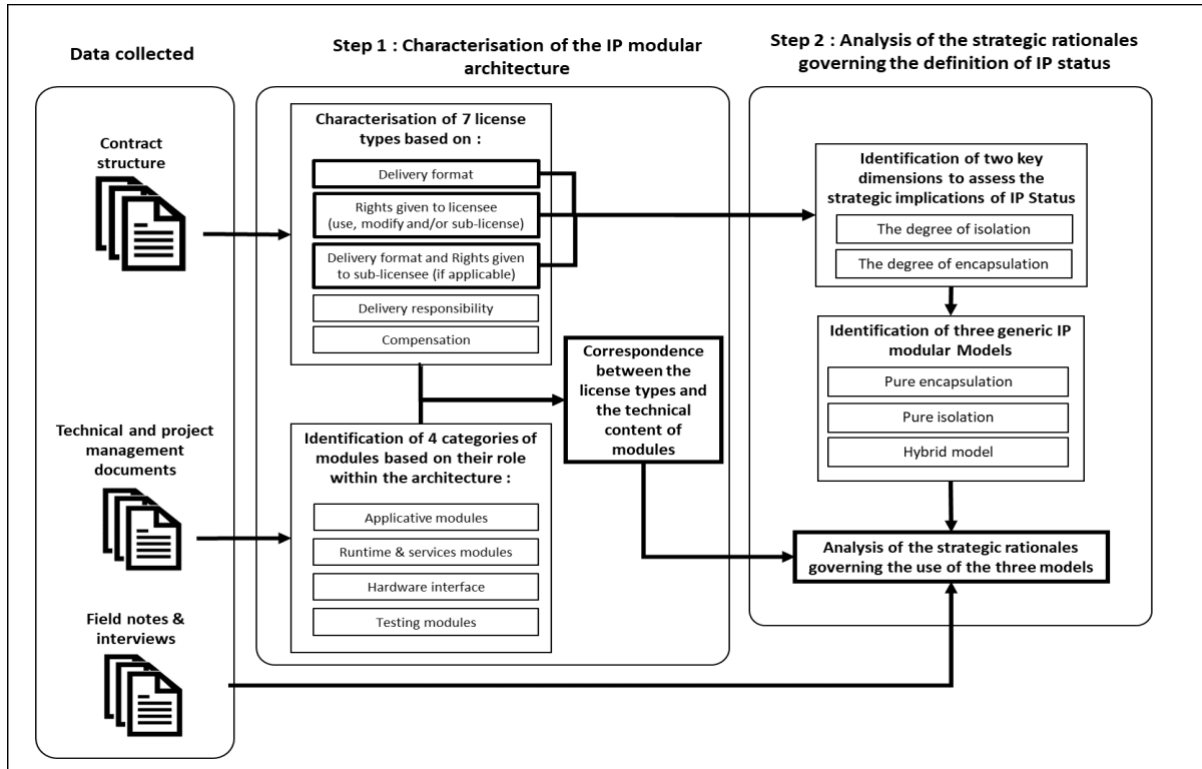 Data collected
Step 1 : Characterisation of the IP modular
architecture
Step 2 : Analysis of the strategic rationales
governing the definition of IP status
Contract
structure
Technical and project
management
documents
Field notes &
interviews
Characterisation of 7 license
types based on :
Delivery format
Rights given to licensee
(use, modify and/or sub-license)
Delivery format and Rights given
to sub-licensee (if applicable)
Delivery responsibility
Compensation
Identification of 4 categories of
modules based on their role
within the architecture :
Applicative modules
Runtime & services modules
Hardware interface
Testing modules
Correspondence
between the
license types and
the technical
content of
modules
Identification of two key
dimensions to assess the
strategic implications of IP Status
The degree of isolation
The degree of encapsulation
Identification of three generic IP
modular Models
Pure encapsulation
Pure isolation
Hybrid model
Analysis of the strategic rationales
governing the use of the three models